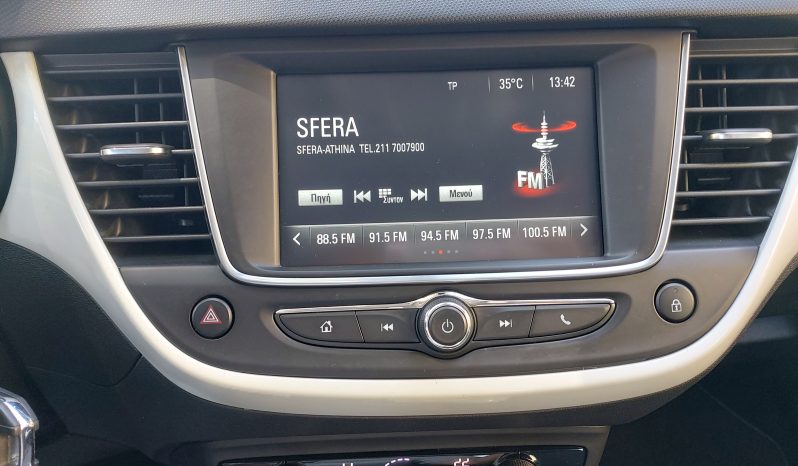 TP 35°C 13:42
SFERA
SFERA-ATHINA TEL.211 7007900
FM
Πηγή Συντον Μενού
88.5 FM 91.5 FM 94.5 FM 97.5 FM 100.5 FM